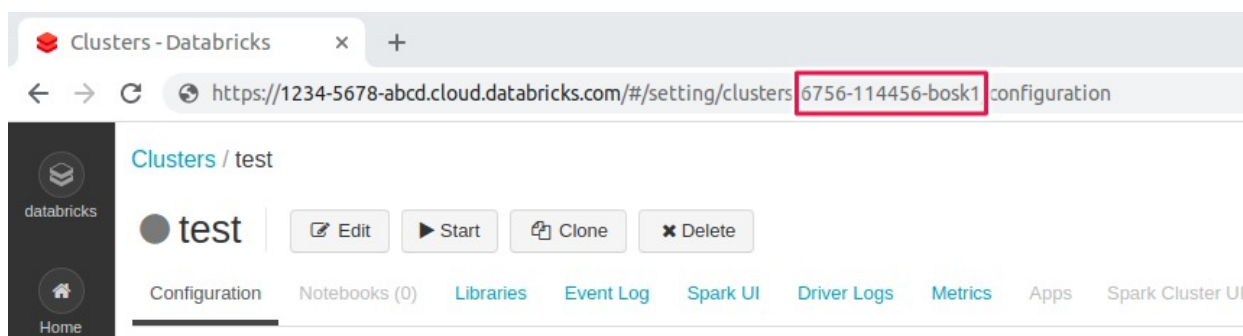 Clusters - Databricks × +
https://1234-5678-abcd.cloud.databricks.com/#/setting/clusters 6756-114456-bosk1 configuration
Clusters / test
databricks
test Edit Start Clone Delete
Configuration Notebooks (0) Libraries Event Log Spark UI Driver Logs Metrics Apps Spark Cluster UI
Home